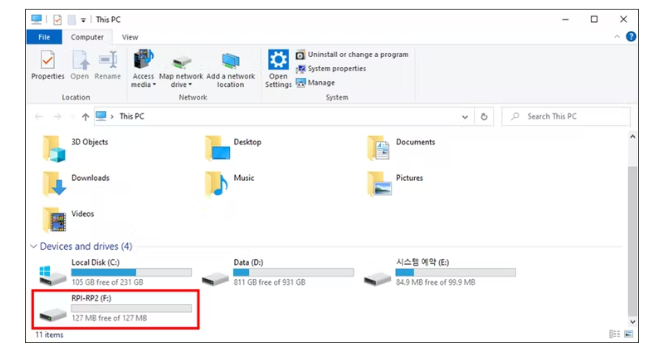 This PC
File Computer View
Properties Open Rename Access media Map network drive Add a network location Open Settings Uninstall or change a program
System properties
Manage
Location Network System
This PC Search This PC
3D Objects Desktop Documents
Downloads Music Pictures
Videos
Devices and drives (4)
Local Disk (C:) Data (D:) 시스템 예약 (E:)
105 GB free of 231 GB 811 GB free of 931 GB 84.9 MB free of 99.9 MB
RPI-RP2 (F:)
127 MB free of 127 MB
11 items